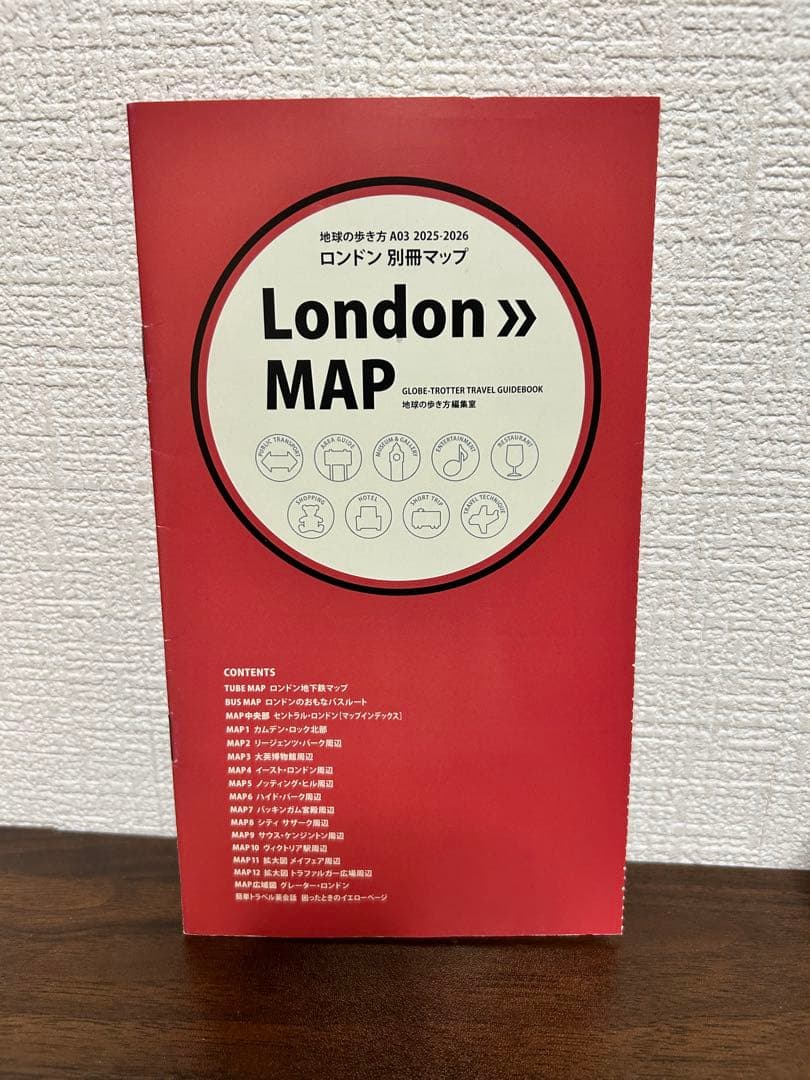 地球の歩き方 A03 2025-2026
ロンドン 別冊マップ
London »
MAP
GLOBE-TROTTER TRAVEL GUIDEBOOK
地球の歩き方編集室
PUBLIC TRANSPORT
AREA GUIDE
MUSEUM & GALLERY
ENTERTAINMENT
RESTAURANT
SHOPPING
HOTEL
SHORT TRIP
TRAVEL TECHNIQUE
CONTENTS
TUBE MAP ロンドン地下鉄マップ
BUS MAP ロンドンのおもなバスルート
MAP中央部 セントラル・ロンドン[マップインデックス]
MAP1 カムデン・ロック北部
MAP2 リージェンツ・パーク周辺
MAP3 大英博物館周辺
MAP4 イースト・ロンドン周辺
MAP5 ノッティング・ヒル周辺
MAP6 ハイド・パーク周辺
MAP7 バッキンガム宮殿周辺
MAP8 シティ サザーク周辺
MAP9 サウス・ケンジントン周辺
MAP10 ヴィクトリア駅周辺
MAP11 拡大図 メイフェア周辺
MAP12 拡大図 トラファルガー広場周辺
MAP広域図 グレーター・ロンドン
簡単トラベル英会話 困ったときのイエローページ